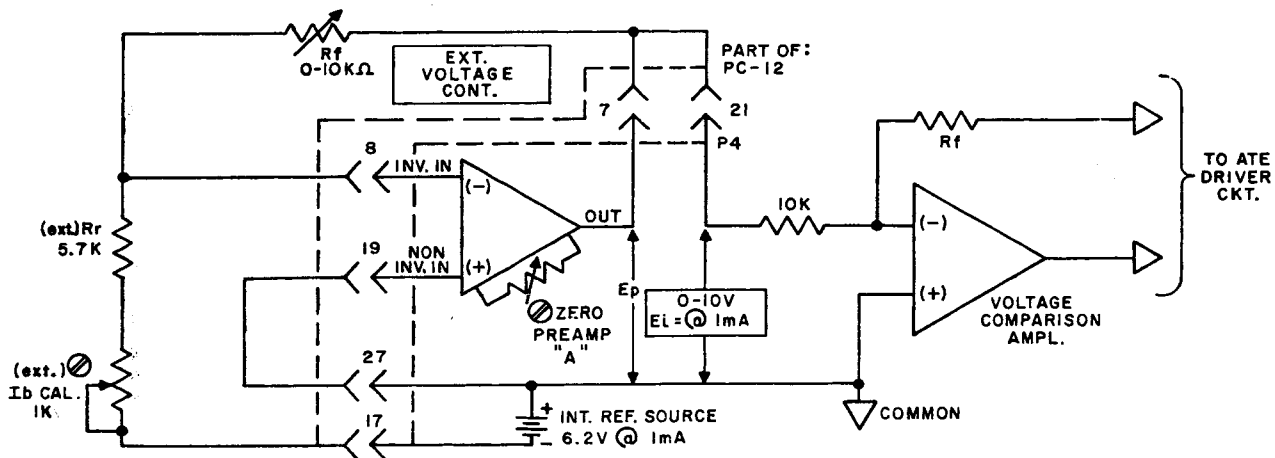 Rf
0-10KΩ
EXT.
VOLTAGE
CONT.
PART OF:
PC-12
7
21
P4
8
INV. IN
(-)
OUT
19
NON
INV. IN
(+)
(ext)Rr
5.7K
ZERO
PREAMP
"A"
Ep
0-10V
Ei = @ 1mA
10K
Rf
(-)
(+)
VOLTAGE
COMPARISON
AMPL.
TO ATE
DRIVER
CKT.
(ext.)
Ib CAL.
1K
27
17
+
INT. REF. SOURCE
6.2V @ 1mA
-
COMMON